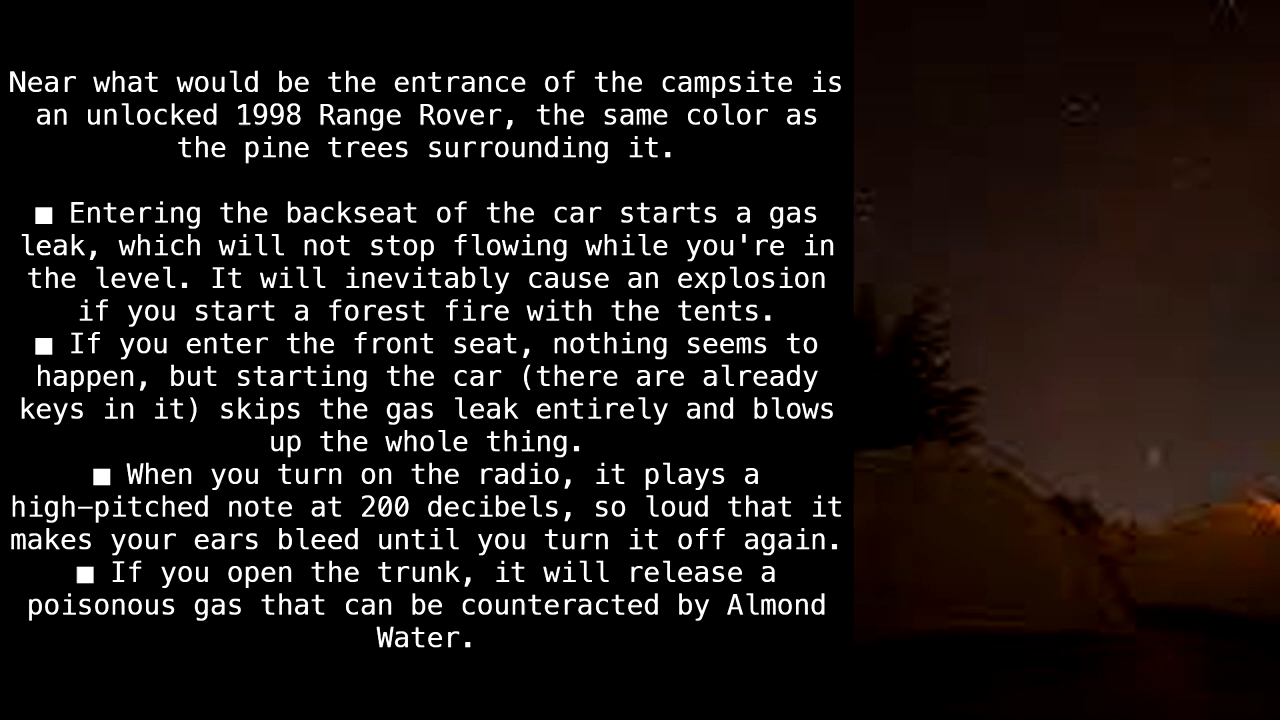 Near what would be the entrance of the campsite is
an unlocked 1998 Range Rover, the same color as
the pine trees surrounding it.
■ Entering the backseat of the car starts a gas
leak, which will not stop flowing while you're in
the level. It will inevitably cause an explosion
if you start a forest fire with the tents.
■ If you enter the front seat, nothing seems to
happen, but starting the car (there are already
keys in it) skips the gas leak entirely and blows
up the whole thing.
■ When you turn on the radio, it plays a
high-pitched note at 200 decibels, so loud that it
makes your ears bleed until you turn it off again.
■ If you open the trunk, it will release a
poisonous gas that can be counteracted by Almond
Water.